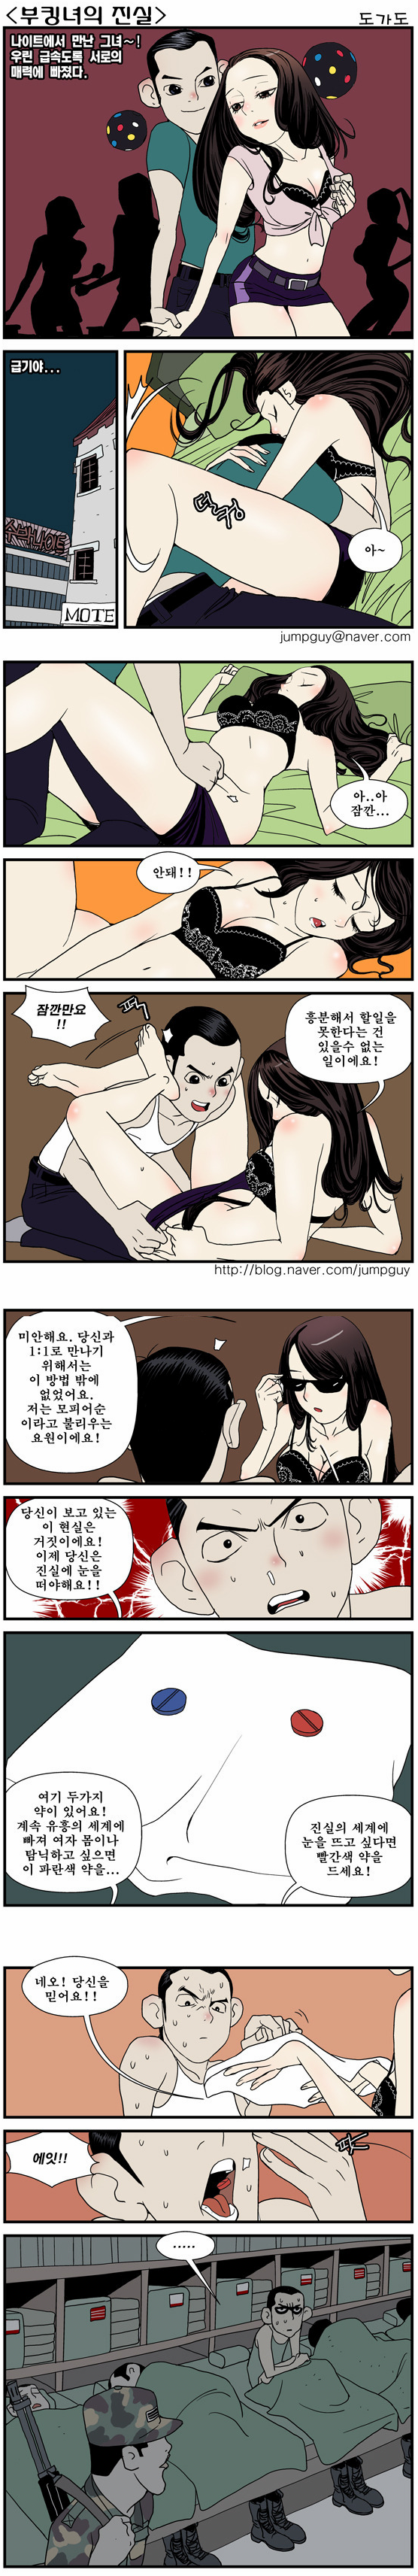 <부킹녀의 진실>
도가도
나이트에서 만난 그녀~!
우린 급속도록 서로의
매력에 빠졌다.
급기야...
수박나이트
MOTE
덜컹
아~
jumpguy@naver.com
아..아
잠깐...
안돼!!
잠깐만요
!!
퍽
흥분해서 할일을
못한다는 건
있을수 없는
일이에요!
http://blog.naver.com/jumpguy
미안해요. 당신과
1:1로 만나기
위해서는
이 방법 밖에
없었어요.
저는 모피어순
이라고 불리우는
요원이에요!
당신이 보고 있는
이 현실은
거짓이에요!
이제 당신은
진실에 눈을
떠야해요!!
여기 두가지
약이 있어요!
계속 유흥의 세계에
빠져 여자 몸이나
탐닉하고 싶으면
이 파란색 약을...
진실의 세계에
눈을 뜨고 싶다면
빨간색 약을
드세요!
네오! 당신을
믿어요!!
에잇!!
.....